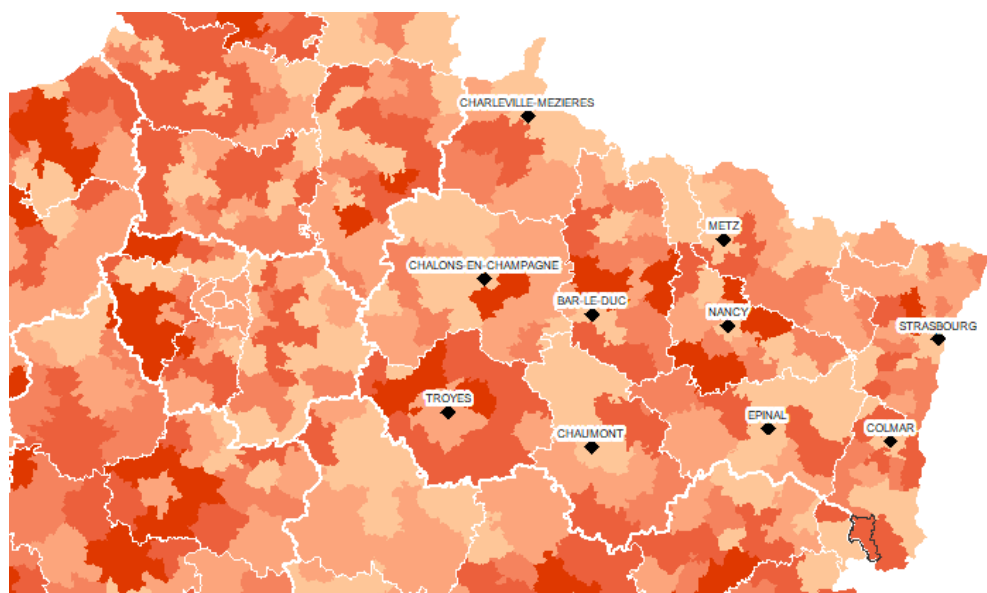 CHARLEVILLE-MEZIERES
METZ
CHALONS-EN-CHAMPAGNE
BAR-LE-DUC
NANCY
STRASBOURG
TROYES
EPINAL
COLMAR
CHAUMONT